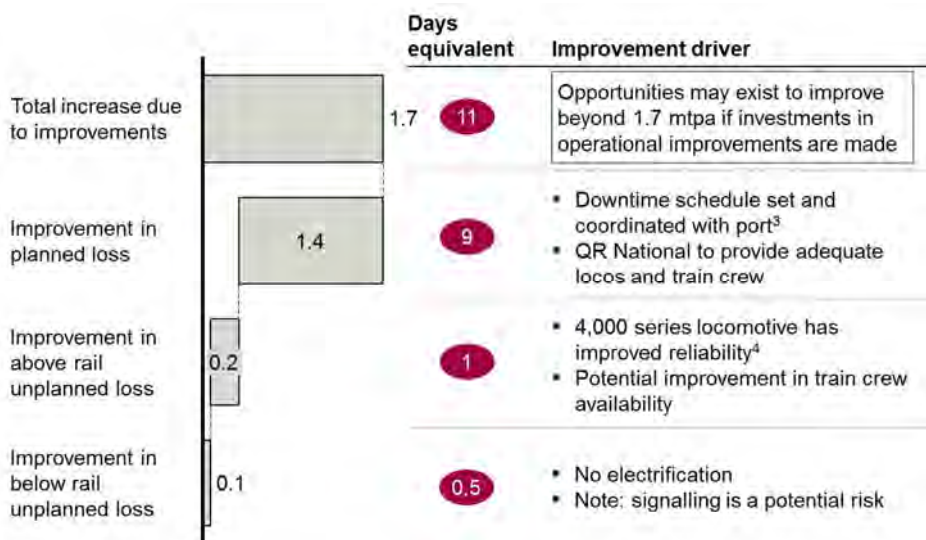 Days
equivalent
Improvement driver
Total increase due
to improvements
1.7
11
Opportunities may exist to improve
beyond 1.7 mtpa if investments in
operational improvements are made
Improvement in
planned loss
1.4
9
▪ Downtime schedule set and
coordinated with port³
▪ QR National to provide adequate
locos and train crew
Improvement in
above rail
unplanned loss
0.2
1
▪ 4,000 series locomotive has
improved reliability⁴
▪ Potential improvement in train crew
availability
Improvement in
below rail
unplanned loss
0.1
0.5
▪ No electrification
▪ Note: signalling is a potential risk